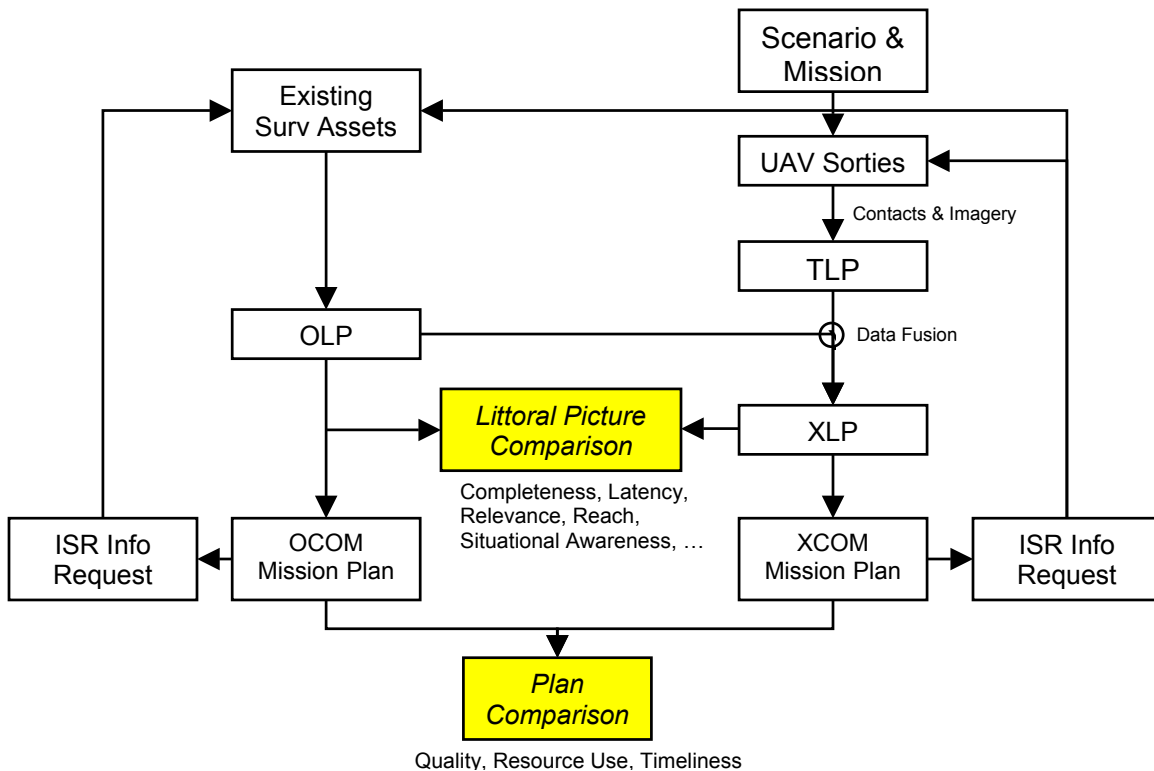 Scenario &
Mission
Existing
Surv Assets
UAV Sorties
Contacts & Imagery
TLP
OLP
Data Fusion
Littoral Picture
Comparison
XLP
Completeness, Latency,
Relevance, Reach,
Situational Awareness, …
ISR Info
Request
OCOM
Mission Plan
XCOM
Mission Plan
ISR Info
Request
Plan
Comparison
Quality, Resource Use, Timeliness